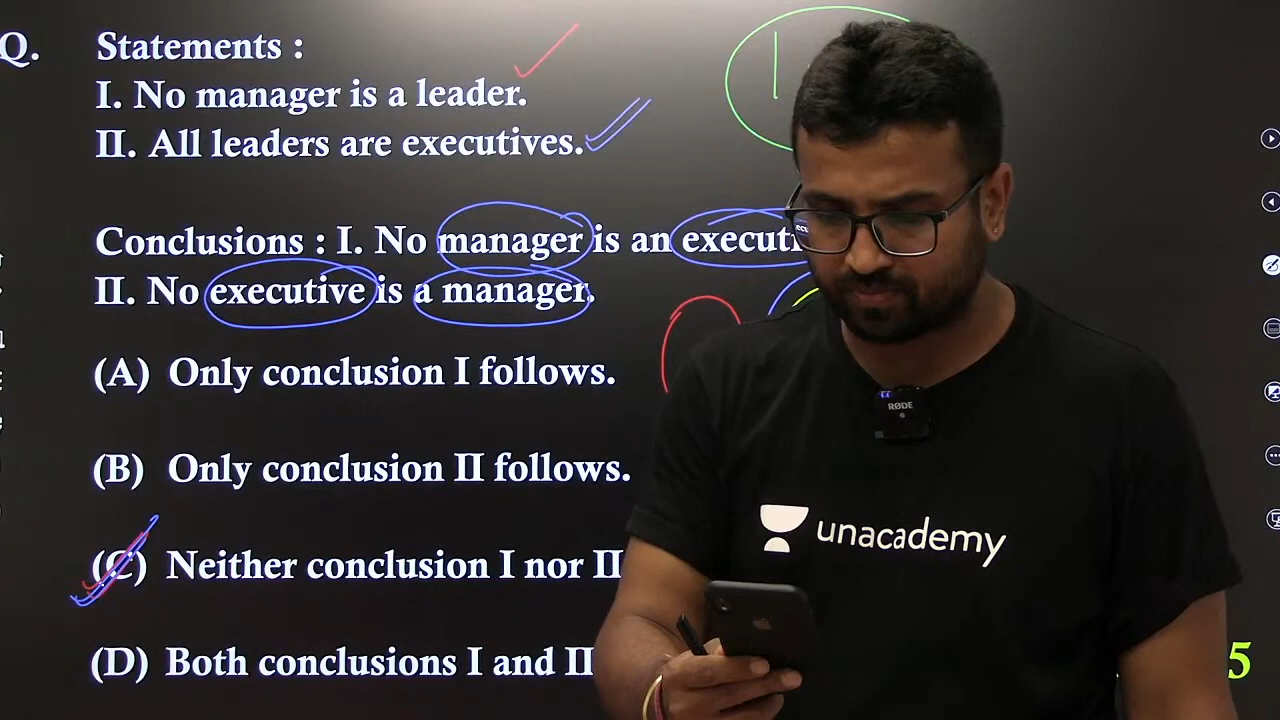 Q. Statements :
I. No manager is a leader.
II. All leaders are executives.
Conclusions : I. No manager is an
II. No executive is a manager.
(A) Only conclusion I follows.
(B) Only conclusion II follows.
(C) Neither conclusion I nor II
(D) Both conclusions I and II
RØDE
unacademy
5